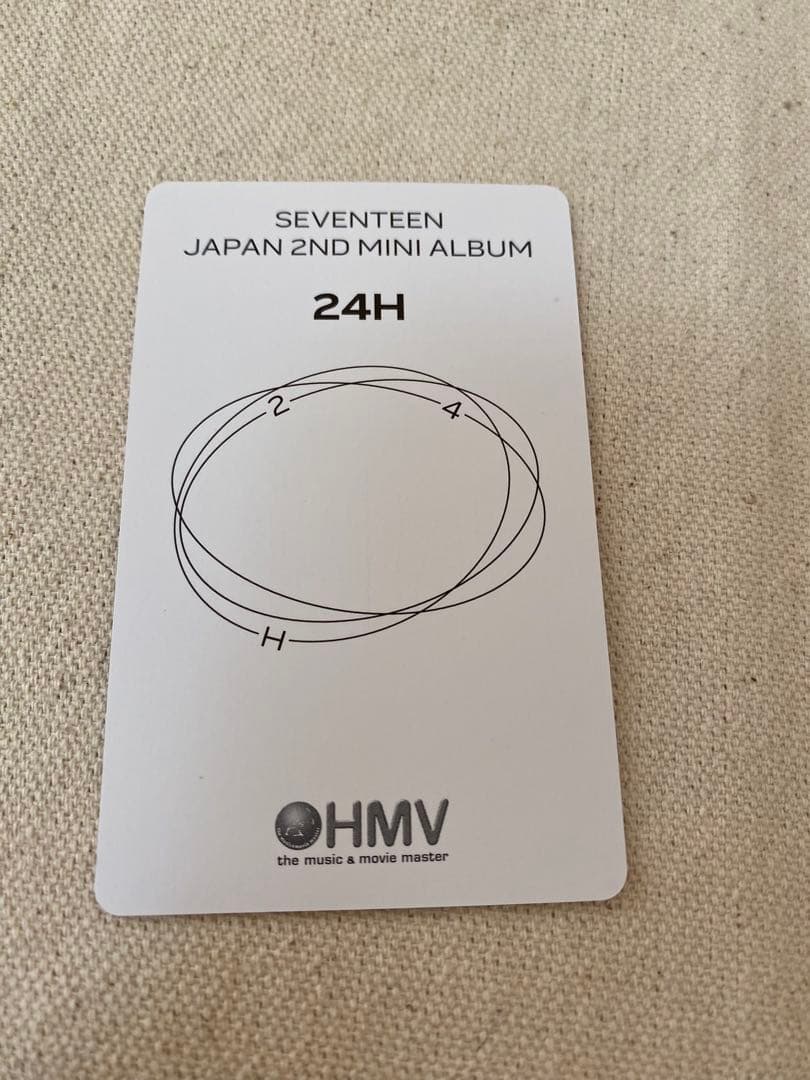 SEVENTEEN
JAPAN 2ND MINI ALBUM
24H
2
4
H
HMV
the music & movie master